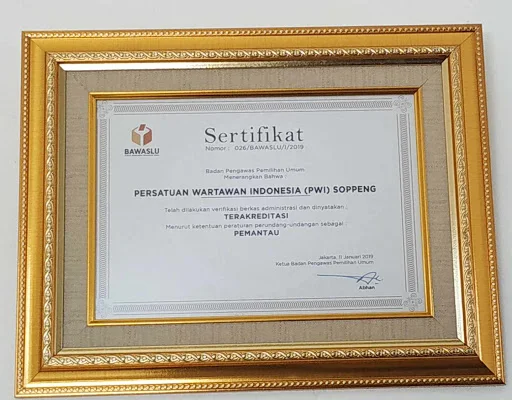 BAWASLU
Sertifikat
Nomor : 026/BAWASLU/I/2019
Badan Pengawas Pemilihan Umum
Menerangkan Bahwa :
PERSATUAN WARTAWAN INDONESIA (PWI) SOPPENG
Telah dilakukan verifikasi berkas administrasi dan dinyatakan :
TERAKREDITASI
Menurut ketentuan peraturan perundang-undangan sebagai :
PEMANTAU
Jakarta, 11 Januari 2019
Ketua Badan Pengawas Pemilihan Umum
Abhan